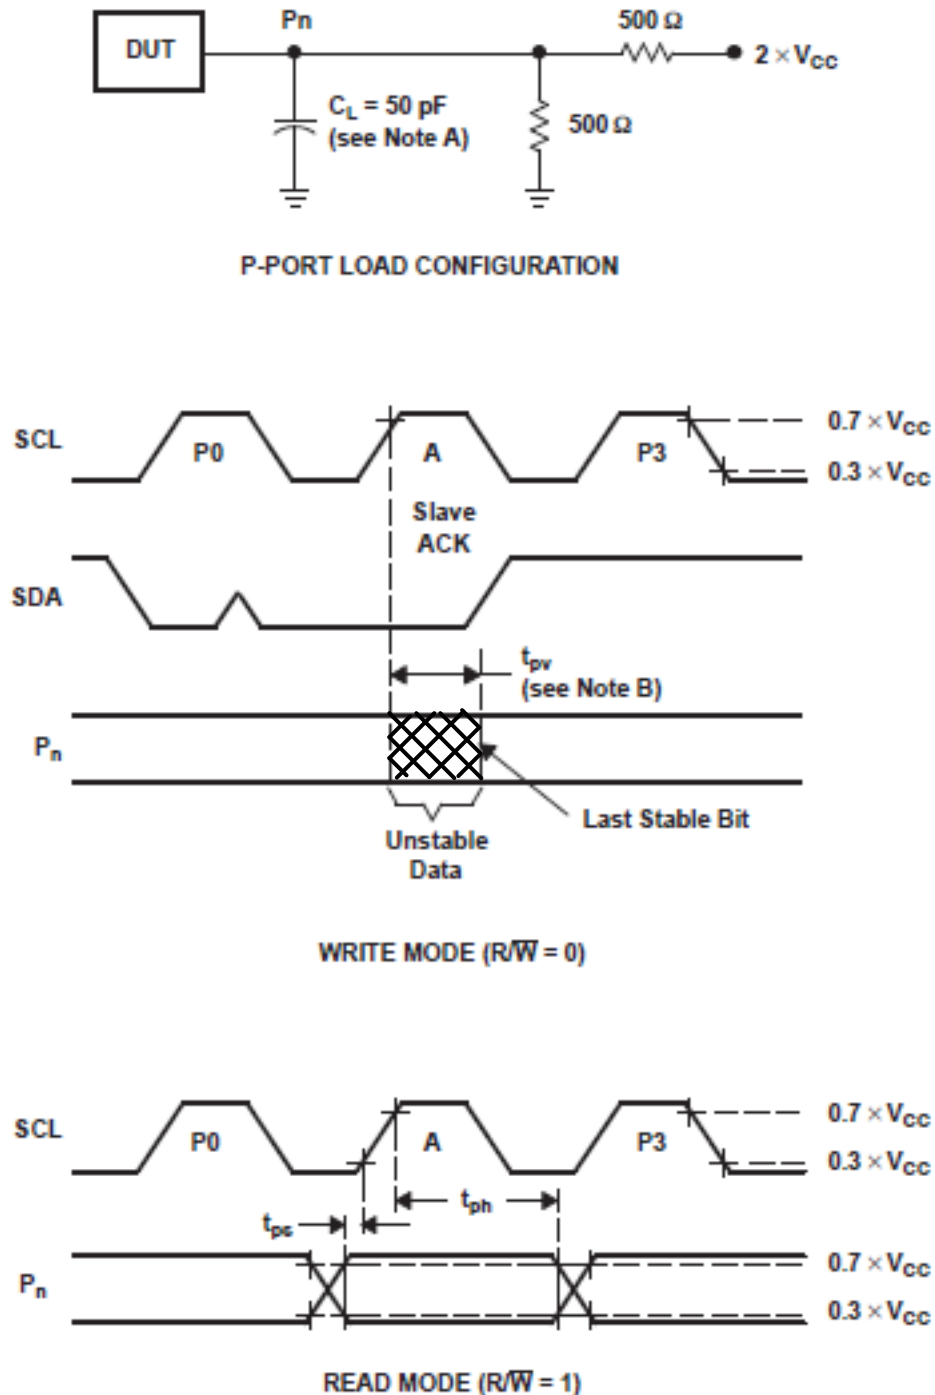 DUT
Pn
500 Ω
2 × VCC
CL = 50 pF
(see Note A)
500 Ω
P-PORT LOAD CONFIGURATION
SCL
P0
A
P3
0.7 × VCC
0.3 × VCC
Slave
ACK
SDA
tpv
(see Note B)
Pn
Last Stable Bit
Unstable
Data
WRITE MODE (R/W̅ = 0)
SCL
P0
A
P3
0.7 × VCC
0.3 × VCC
tph
tps
Pn
0.7 × VCC
0.3 × VCC
READ MODE (R/W̅ = 1)